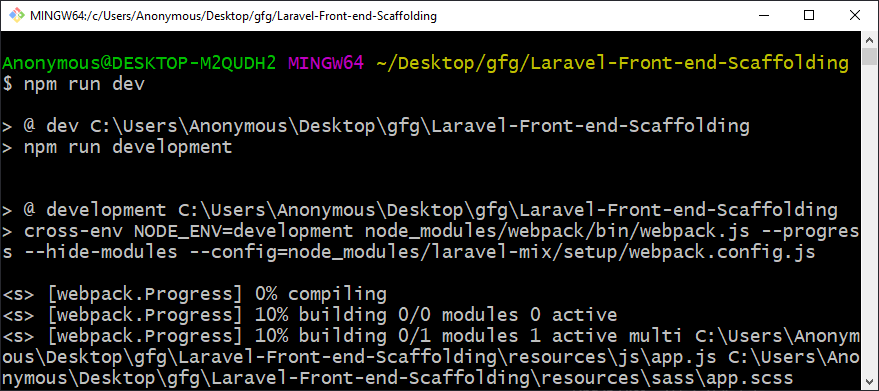 MINGW64:/c/Users/Anonymous/Desktop/gfg/Laravel-Front-end-Scaffolding
Anonymous@DESKTOP-M2QUDH2 MINGW64 ~/Desktop/gfg/Laravel-Front-end-Scaffolding
$ npm run dev
> @ dev C:\Users\Anonymous\Desktop\gfg\Laravel-Front-end-Scaffolding
> npm run development
> @ development C:\Users\Anonymous\Desktop\gfg\Laravel-Front-end-Scaffolding
> cross-env NODE_ENV=development node_modules/webpack/bin/webpack.js --progres
s --hide-modules --config=node_modules/laravel-mix/setup/webpack.config.js
<s> [webpack.Progress] 0% compiling
<s> [webpack.Progress] 10% building 0/0 modules 0 active
<s> [webpack.Progress] 10% building 0/1 modules 1 active multi C:\Users\Anonym
ous\Desktop\gfg\Laravel-Front-end-Scaffolding\resources\js\app.js C:\Users\Ano
nymous\Desktop\gfg\Laravel-Front-end-Scaffolding\resources\sass\app.scss